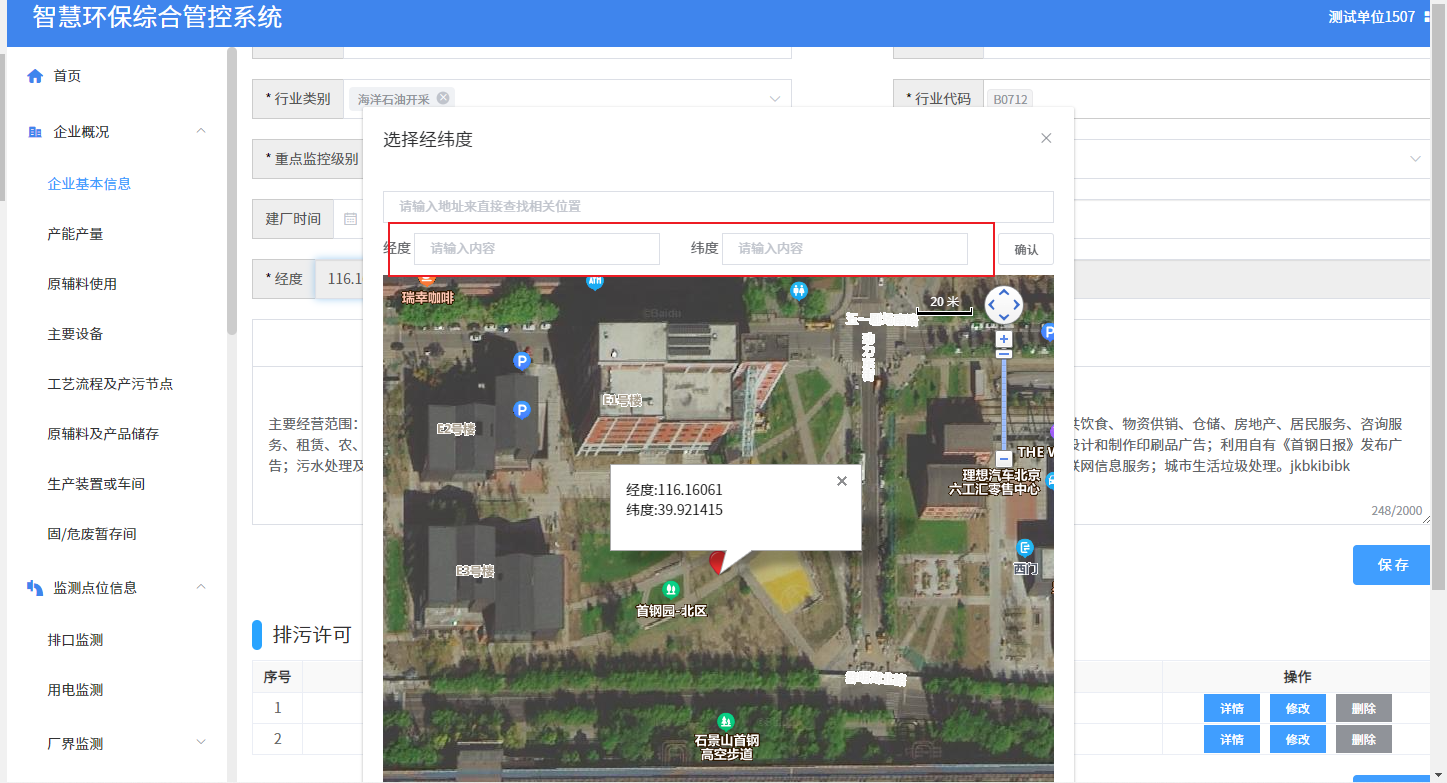 智慧环保综合管控系统
测试单位1507
首页
企业概况
企业基本信息
产能产量
原辅料使用
主要设备
工艺流程及产污节点
原辅料及产品储存
生产装置或车间
固/危废暂存间
监测点位信息
排口监测
用电监测
厂界监测
* 行业类别
海洋石油开采
* 行业代码
B0712
* 重点监控级别
建厂时间
* 经度
116.1
选择经纬度
请输入地址来直接查找相关位置
经度
请输入内容
纬度
请输入内容
确认
瑞幸咖啡
ATM
©Baidu
20 米
P
P
P
E1号楼
E2号楼
E3号楼
THE W
理想汽车北京
六工汇零售中心
经度:116.16061
纬度:39.921415
西门
首钢园-北区
石景山首钢
高空步道
主要经营范围：
务、租赁、农、
告；污水处理及
饮食、物资供销、仓储、房地产、居民服务、咨询服
设计和制作印刷品广告；利用自有《首钢日报》发布广
联网信息服务；城市生活垃圾处理。jkbkibibk
248/2000
保存
排污许可
序号
操作
1
详情
修改
删除
2
详情
修改
删除